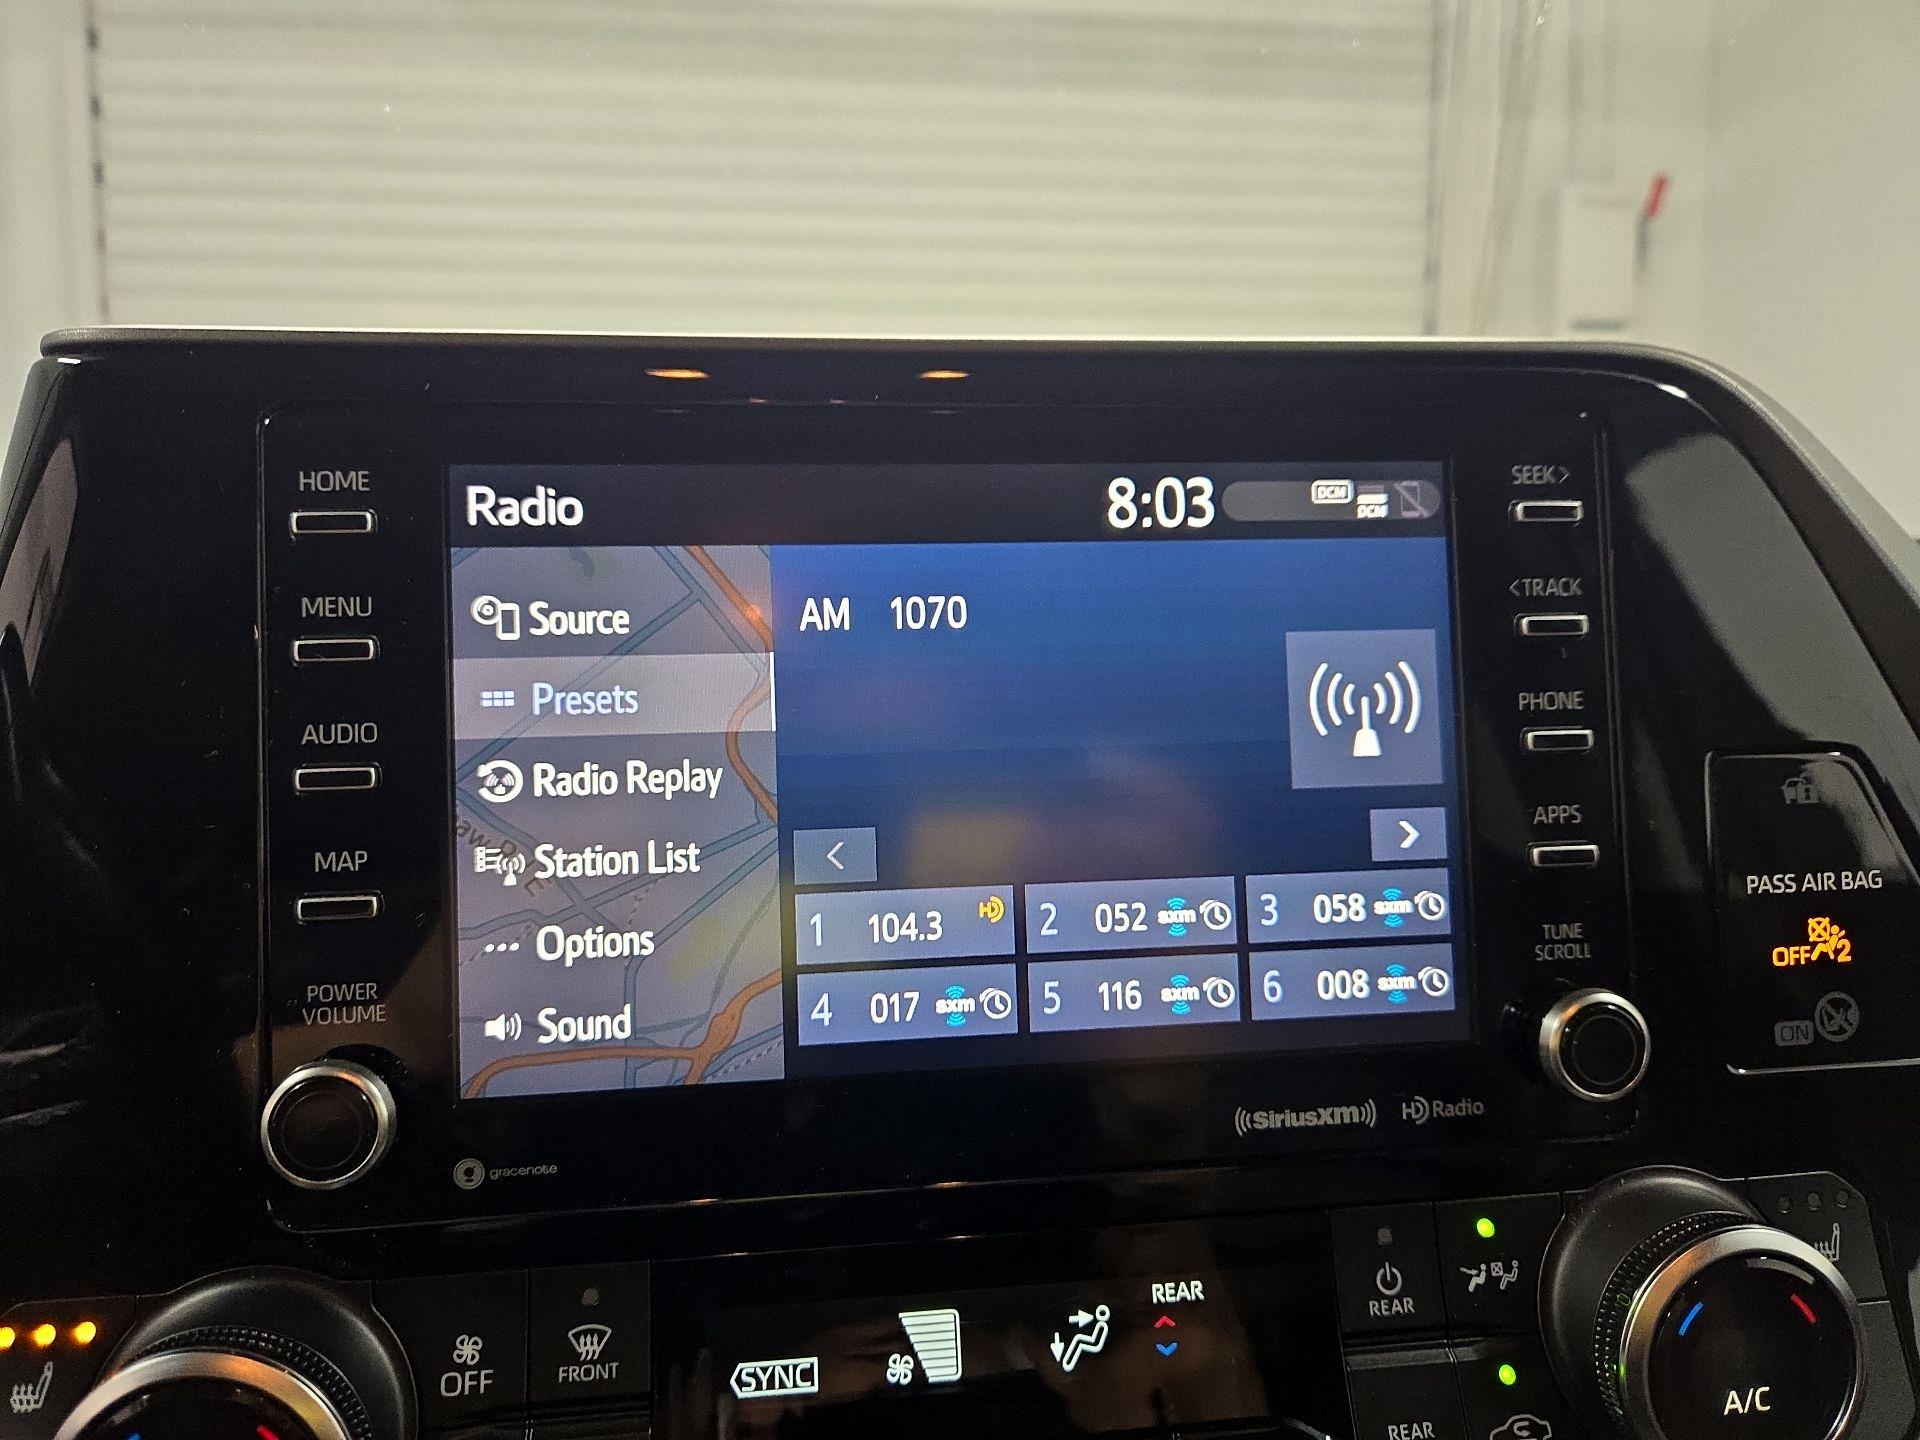 HOME
MENU
AUDIO
MAP
POWER
VOLUME
Radio
8:03
DCM
DCM
Source
Presets
Radio Replay
Station List
Options
Sound
AM 1070
<
>
1 104.3 HD
2 052 sxm
3 058 sxm
4 017 sxm
5 116 sxm
6 008 sxm
SEEK >
< TRACK
PHONE
APPS
TUNE
SCROLL
gracenote
((SiriusXM))
HD Radio
PASS AIR BAG
OFF 2
ON
OFF
FRONT
SYNC
REAR
REAR
REAR
A/C